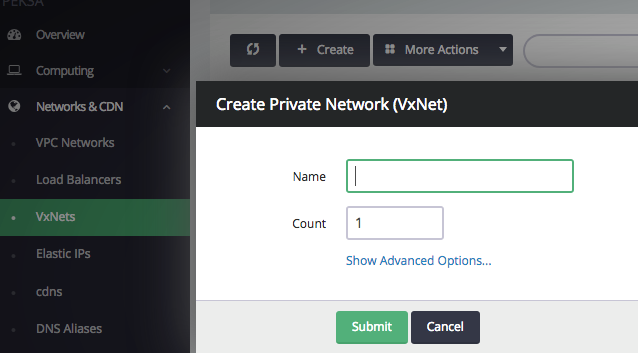 PEK3A
Overview
Computing
Networks & CDN
VPC Networks
Load Balancers
VxNets
Elastic IPs
cdns
DNS Aliases
+ Create
More Actions
Create Private Network (VxNet)
Name
Count
1
Show Advanced Options...
Submit
Cancel